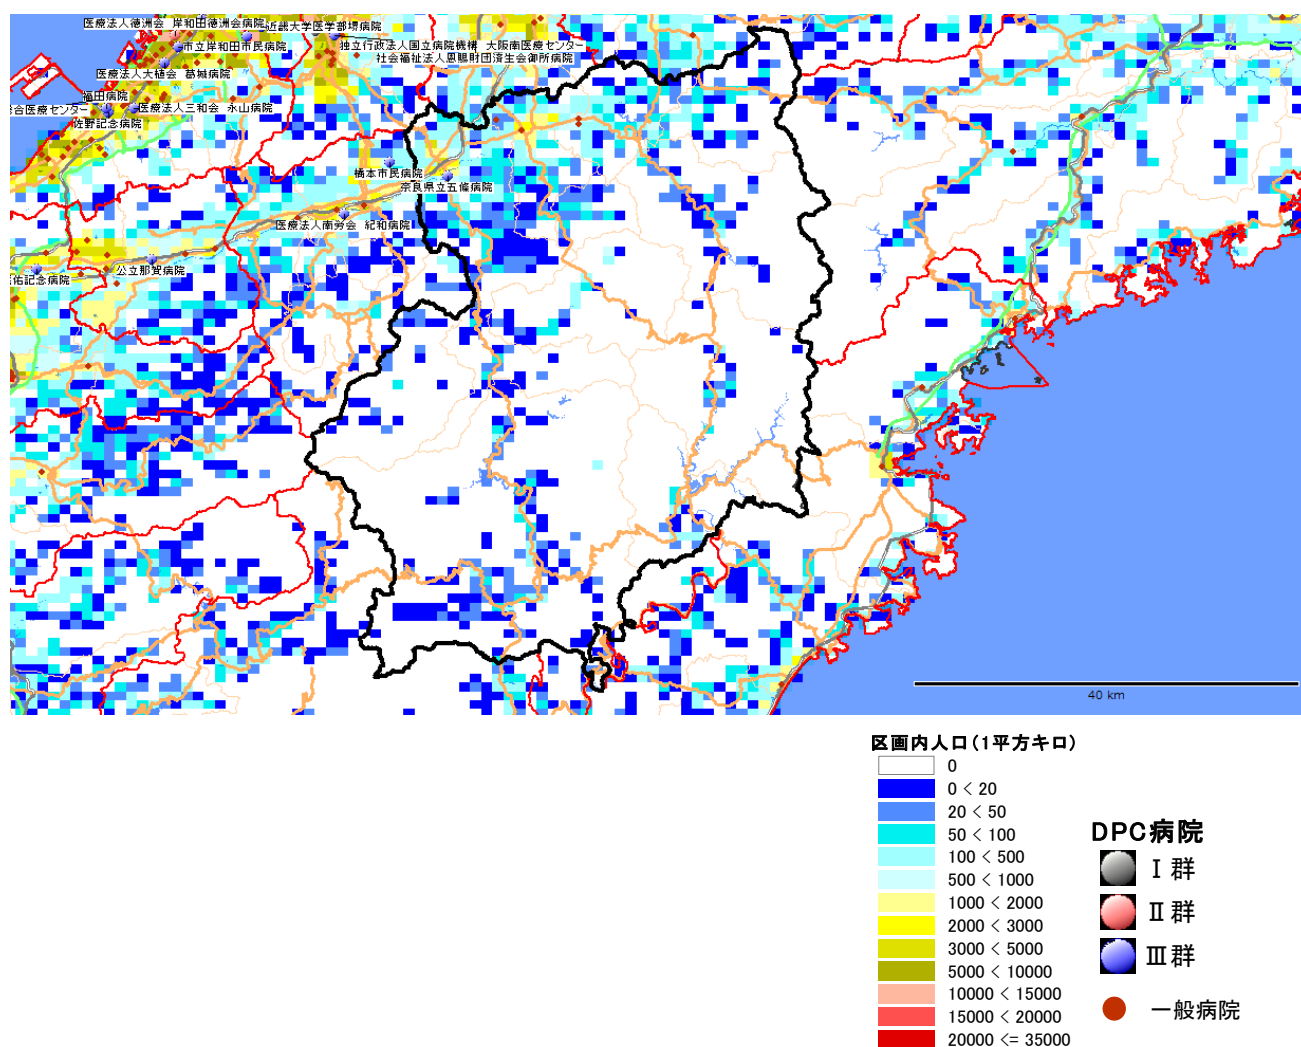 医療法人徳洲会 岸和田徳洲会病院
近畿大学医学部堺病院
市立岸和田市民病院
独立行政法人国立病院機構 大阪南医療センター
社会福祉法人恩賜財団済生会御所病院
医療法人大植会 葛城病院
福田病院
総合医療センター
医療法人三和会 永山病院
佐野記念病院
橋本市民病院
奈良県立五條病院
医療法人南労会 紀和病院
公立那賀病院
佑記念病院
40 km
区画内人口(1平方キロ)
0
0 < 20
20 < 50
50 < 100
100 < 500
500 < 1000
1000 < 2000
2000 < 3000
3000 < 5000
5000 < 10000
10000 < 15000
15000 < 20000
20000 <= 35000
DPC病院
Ⅰ群
Ⅱ群
Ⅲ群
一般病院